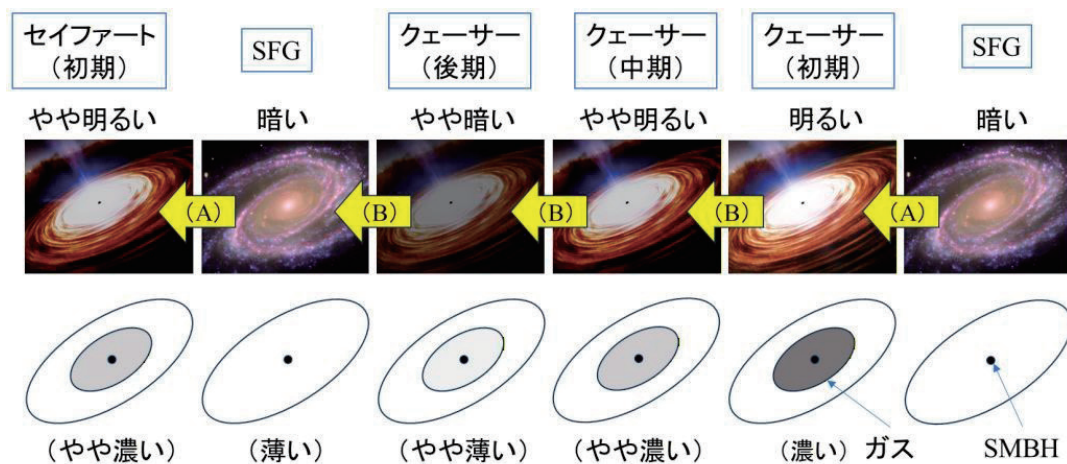 セイファート
(初期)
SFG
クェーサー
(後期)
クェーサー
(中期)
クェーサー
(初期)
SFG
やや明るい
暗い
やや暗い
やや明るい
明るい
暗い
(A)
(B)
(B)
(B)
(A)
(やや濃い)
(薄い)
(やや薄い)
(やや濃い)
(濃い)
ガス
SMBH